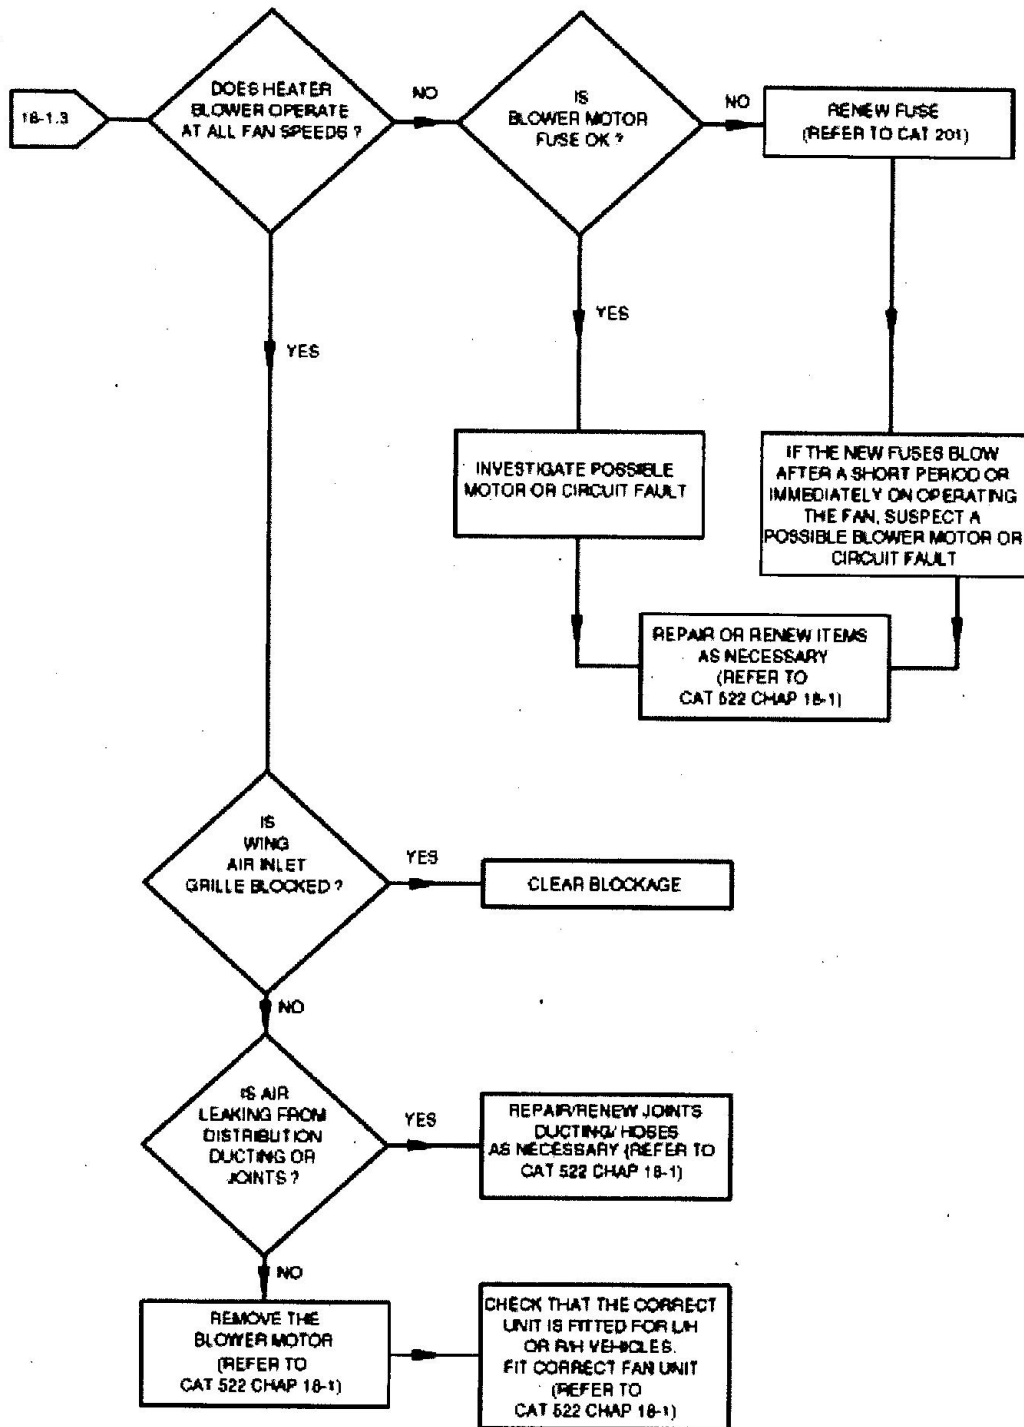 18-1.3
DOES HEATER
BLOWER OPERATE
AT ALL FAN SPEEDS ?
NO
IS
BLOWER MOTOR
FUSE OK ?
NO
RENEW FUSE
(REFER TO CAT 201)
YES
YES
INVESTIGATE POSSIBLE
MOTOR OR CIRCUIT FAULT
IF THE NEW FUSES BLOW
AFTER A SHORT PERIOD OR
IMMEDIATELY ON OPERATING
THE FAN, SUSPECT A
POSSIBLE BLOWER MOTOR OR
CIRCUIT FAULT
REPAIR OR RENEW ITEMS
AS NECESSARY
(REFER TO
CAT 522 CHAP 18-1)
IS
WING
AIR INLET
GRILLE BLOCKED ?
YES
CLEAR BLOCKAGE
NO
IS AIR
LEAKING FROM
DISTRIBUTION
DUCTING OR
JOINTS ?
YES
REPAIR/RENEW JOINTS
DUCTING/ HOSES
AS NECESSARY (REFER TO
CAT 522 CHAP 18-1)
NO
REMOVE THE
BLOWER MOTOR
(REFER TO
CAT 522 CHAP 18-1)
CHECK THAT THE CORRECT
UNIT IS FITTED FOR L/H
OR R/H VEHICLES.
FIT CORRECT FAN UNIT
(REFER TO
CAT 522 CHAP 18-1)